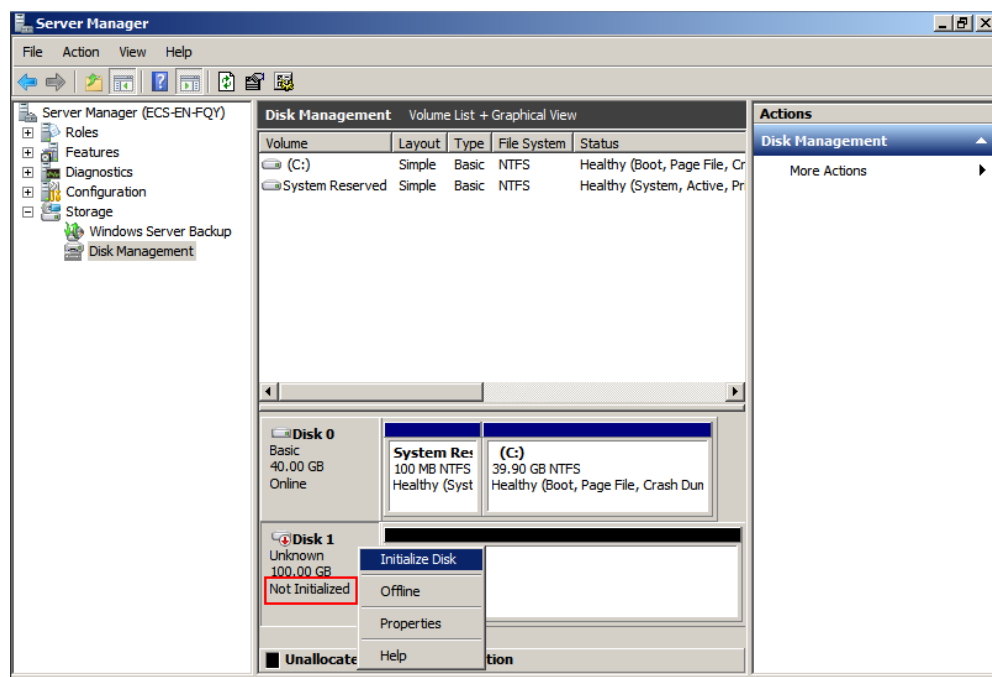 Server Manager
File Action View Help
Server Manager (ECS-EN-FQY)
Roles
Features
Diagnostics
Configuration
Storage
Windows Server Backup
Disk Management
Disk Management Volume List + Graphical View
Volume Layout Type File System Status
(C:) Simple Basic NTFS Healthy (Boot, Page File, Cr
System Reserved Simple Basic NTFS Healthy (System, Active, Pri
Disk 0
Basic
40.00 GB
Online
System Res
100 MB NTFS
Healthy (Syst
(C:)
39.90 GB NTFS
Healthy (Boot, Page File, Crash Dun
Disk 1
Unknown
100.00 GB
Not Initialized
Initialize Disk
Offline
Properties
Help
Unallocate
tion
Actions
Disk Management
More Actions